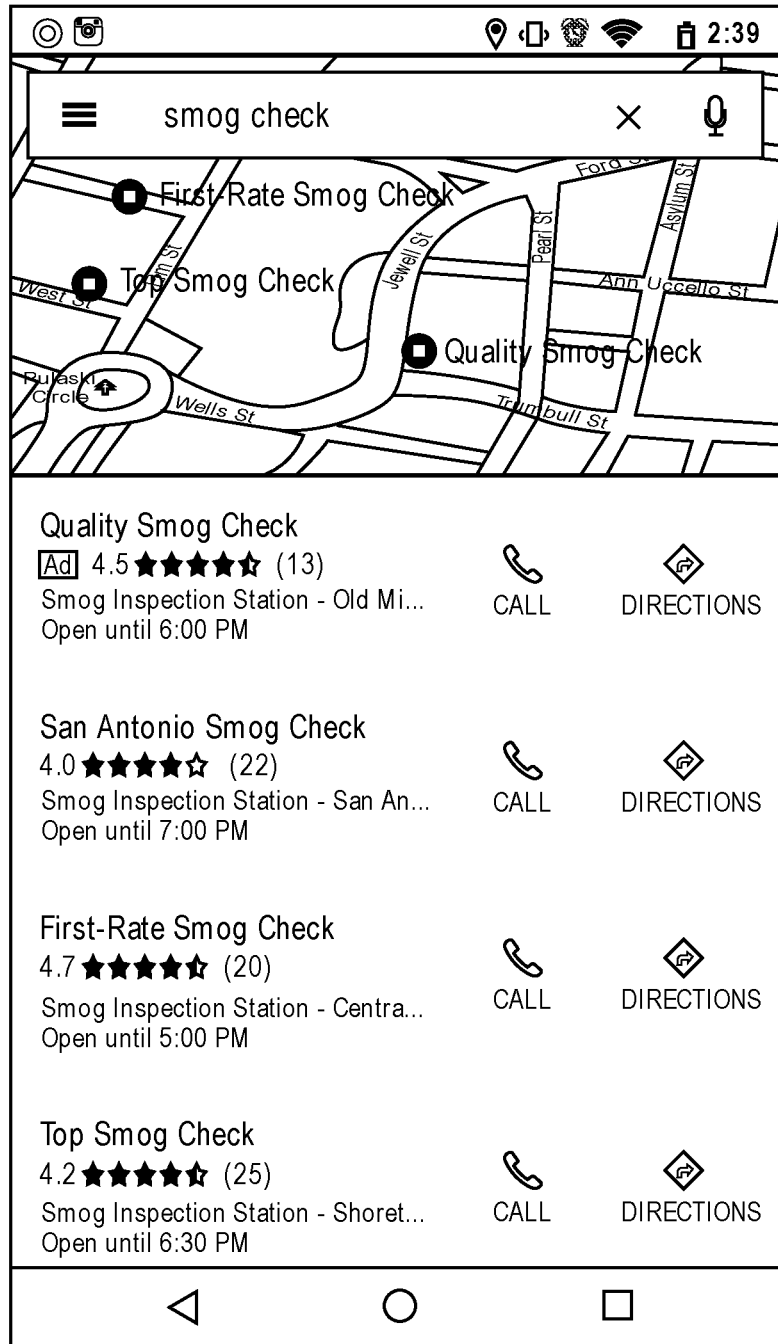 2:39
smog check
Ford
First-Rate Smog Check
Asylum St
Pearl St
Jewell St
Top Smog Check
West St
Ann Uccello St
Quality Smog Check
Pulaski
Circle
Wells St
Trumbull St
Quality Smog Check
Ad 4.5 (13)
Smog Inspection Station - Old Mi...
Open until 6:00 PM
CALL
DIRECTIONS
San Antonio Smog Check
4.0 (22)
Smog Inspection Station - San An...
Open until 7:00 PM
CALL
DIRECTIONS
First-Rate Smog Check
4.7 (20)
Smog Inspection Station - Centra...
Open until 5:00 PM
CALL
DIRECTIONS
Top Smog Check
4.2 (25)
Smog Inspection Station - Shoret...
Open until 6:30 PM
CALL
DIRECTIONS